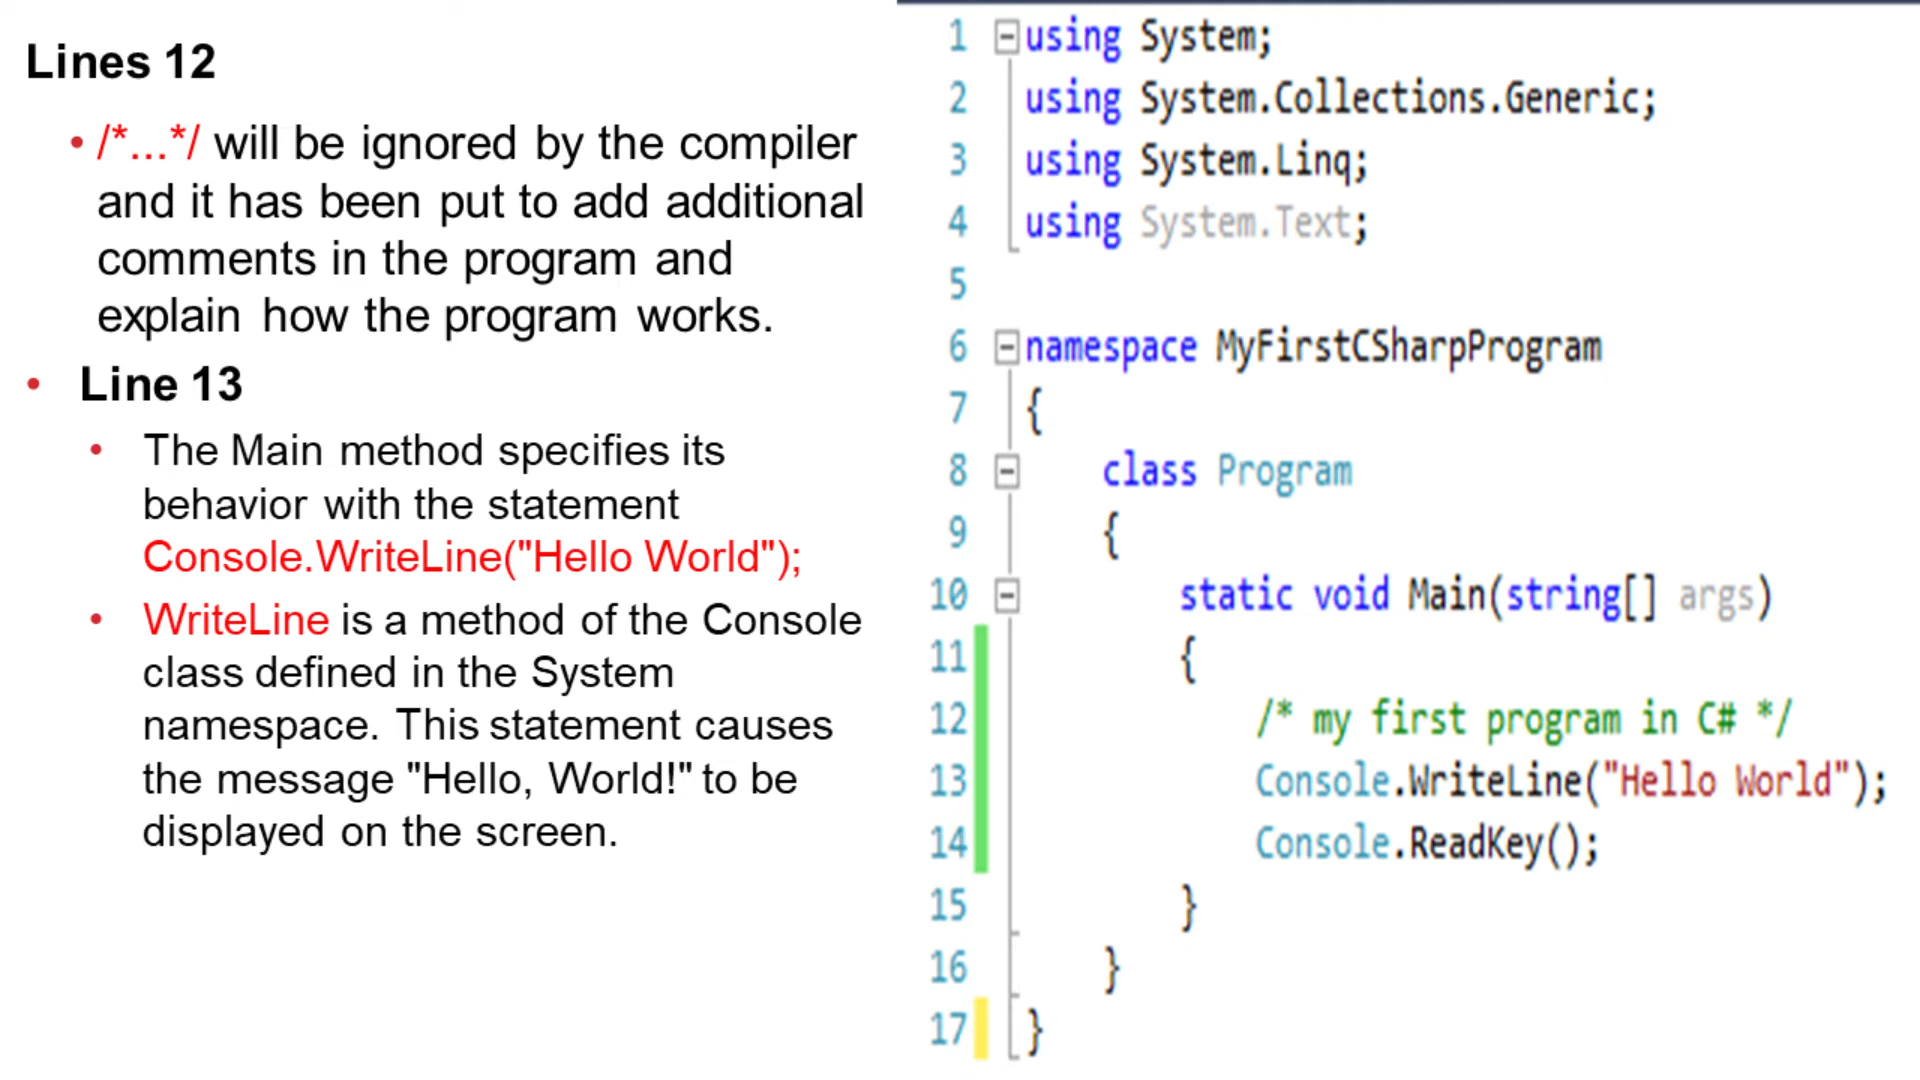 Lines 12
• /*...*/ will be ignored by the compiler
and it has been put to add additional
comments in the program and
explain how the program works.
• Line 13
• The Main method specifies its
behavior with the statement
Console.WriteLine("Hello World");
• WriteLine is a method of the Console
class defined in the System
namespace. This statement causes
the message "Hello, World!" to be
displayed on the screen.
1 using System;
2 using System.Collections.Generic;
3 using System.Linq;
4 using System.Text;
5
6 namespace MyFirstCSharpProgram
7 {
8 class Program
9 {
10 static void Main(string[] args)
11 {
12 /* my first program in C# */
13 Console.WriteLine("Hello World");
14 Console.ReadKey();
15 }
16 }
17 }